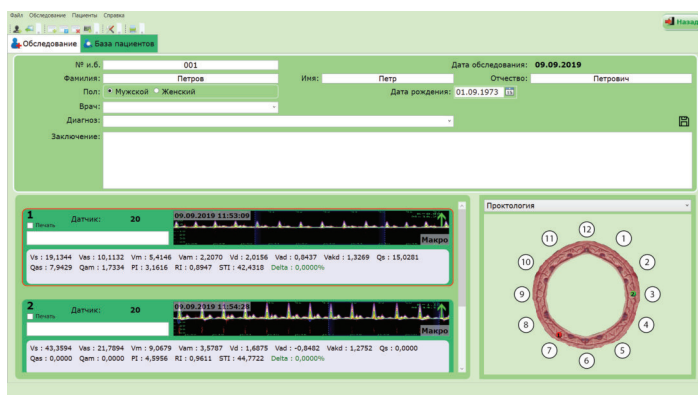 Файл Обследование Пациенты Справка
Назад
Обследование База пациентов
№ и.б. 001 Дата обследования: 09.09.2019
Фамилия: Петров Имя: Петр Отчество: Петрович
Пол: Мужской Женский Дата рождения: 01.09.1973
Врач:
Диагноз:
Заключение:
1 Датчик: 20 09.09.2019 11:53:09
Печать
Макро
Vs : 19,1344 Vas : 10,1132 Vm : 5,4146 Vam : 2,2070 Vd : 2,0156 Vad : 0,8437 Vakd : 1,3269 Qs : 15,0281
Qas : 7,9429 Qam : 1,7334 PI : 3,1616 RI : 0,8947 STI : 42,4318 Delta : 0,0000%
2 Датчик: 20 09.09.2019 11:54:28
Печать
Макро
Vs : 43,3594 Vas : 21,7894 Vm : 9,0679 Vam : 3,5787 Vd : 1,6875 Vad : -0,8482 Vakd : 1,2752 Qs : 0,0000
Qas : 0,0000 Qam : 0,0000 PI : 4,5956 RI : 0,9611 STI : 44,7722 Delta : 0,0000%
Проктология
12
11 1
10 2
9 3
8 4
7 5
6